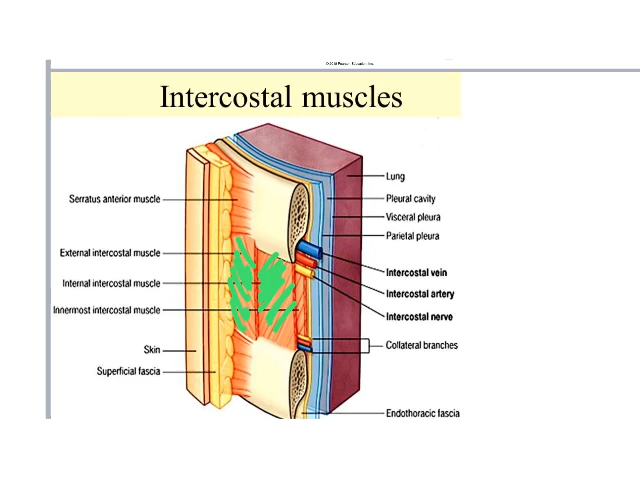 Intercostal muscles
Lung
Serratus anterior muscle
Pleural cavity
Visceral pleura
Parietal pleura
External intercostal muscle
Intercostal vein
Internal intercostal muscle
Intercostal artery
Innermost intercostal muscle
Intercostal nerve
Skin
Collateral branches
Superficial fascia
Endothoracic fascia